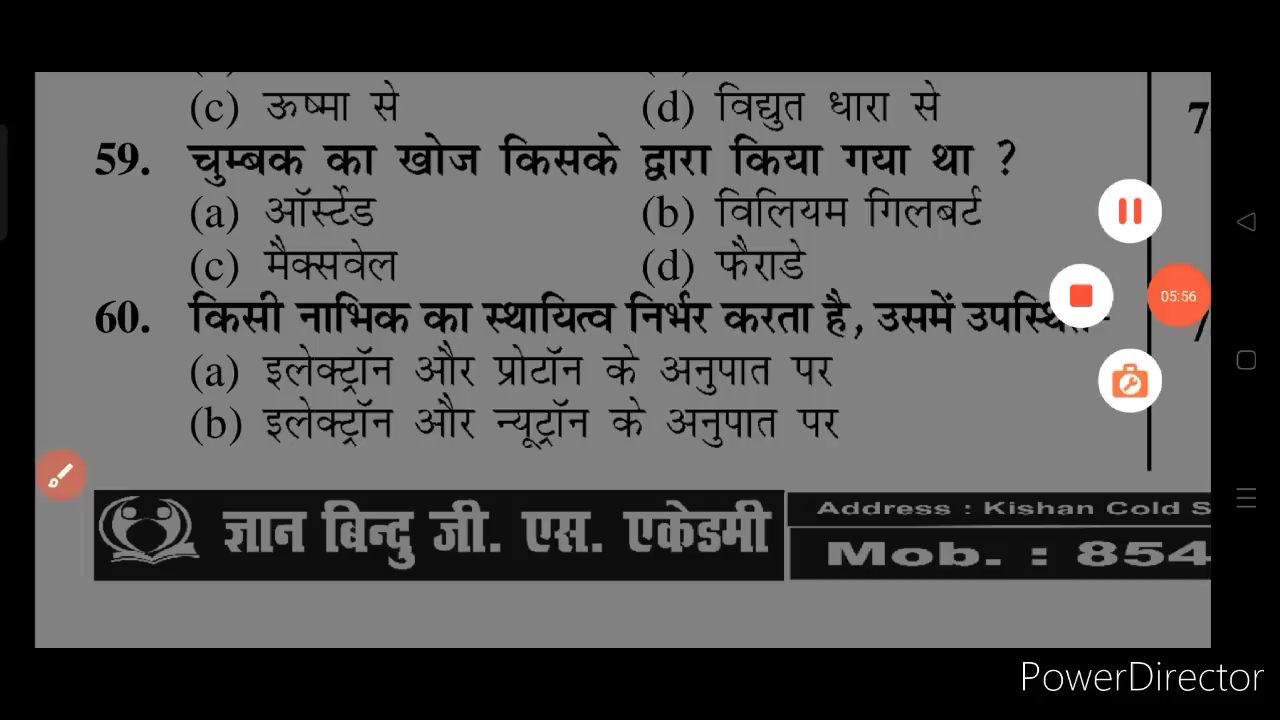 (c) ऊष्मा से (d) विद्युत धारा से
59. चुम्बक का खोज किसके द्वारा किया गया था ?
(a) ऑर्स्टेड (b) विलियम गिलबर्ट
(c) मैक्सवेल (d) फैराडे
60. किसी नाभिक का स्थायित्व निर्भर करता है, उसमें
(a) इलेक्ट्रॉन और प्रोटॉन के अनुपात पर
(b) इलेक्ट्रॉन और न्यूट्रॉन के अनुपात पर
7
05:56
ज्ञान बिन्दु जी. एस. एकेडमी
Address : Kishan Cold S
Mob. : 854
PowerDirector